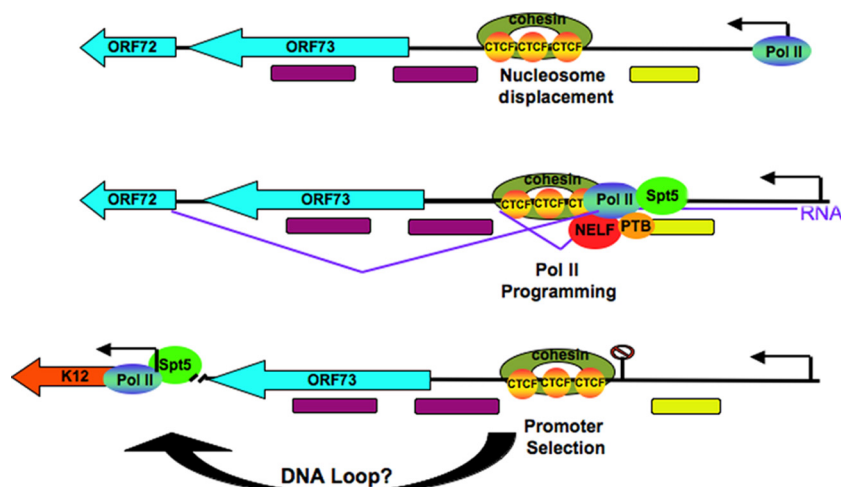 cohesin
ORF72 ORF73 CTCF CTCF CTCF Pol II
Nucleosome
displacement
cohesin
ORF72 ORF73 CTCF CTCF CT Pol II Spt5
RNA
NELF PTB
Pol II
Programming
cohesin
K12 Pol II Spt5 ORF73 CTCF CTCF CTCF
Promoter
Selection
DNA Loop?